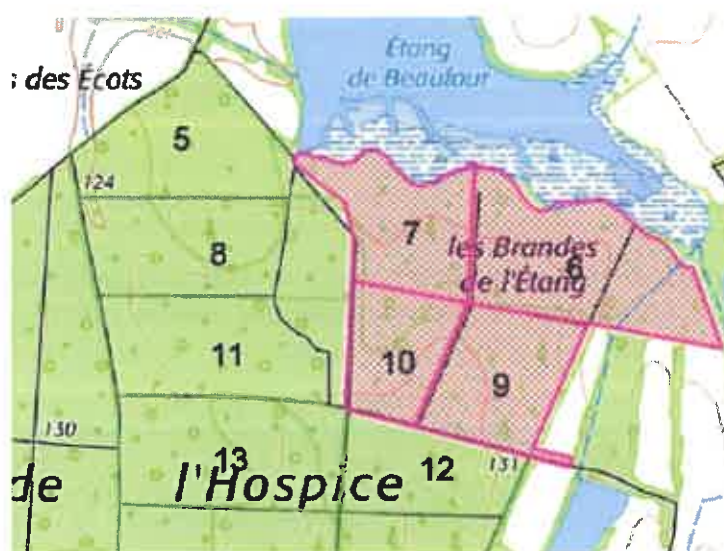 Étang
de Beaufour
s des Écots
5
124
7
8
les Brandes
6
de l'Étang
11
10
9
130
13
12
131
de l'Hospice